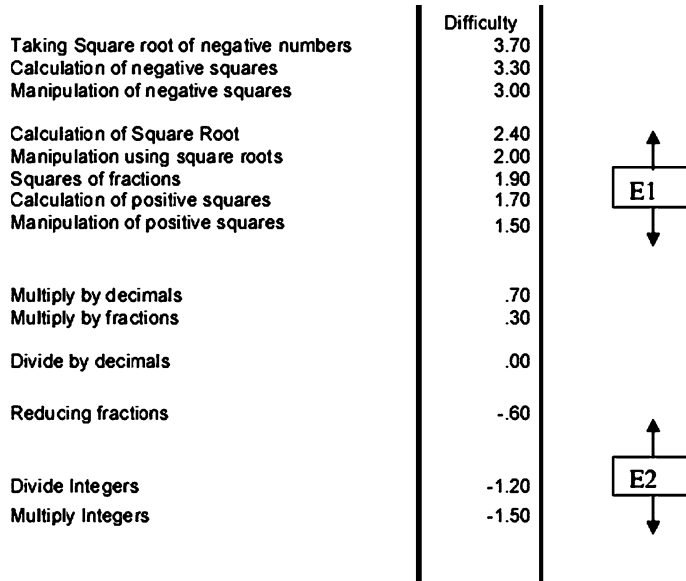 Difficulty
Taking Square root of negative numbers 3.70
Calculation of negative squares 3.30
Manipulation of negative squares 3.00
Calculation of Square Root 2.40
Manipulation using square roots 2.00
Squares of fractions 1.90
E1
Calculation of positive squares 1.70
Manipulation of positive squares 1.50
Multiply by decimals .70
Multiply by fractions .30
Divide by decimals .00
Reducing fractions -.60
E2
Divide Integers -1.20
Multiply Integers -1.50